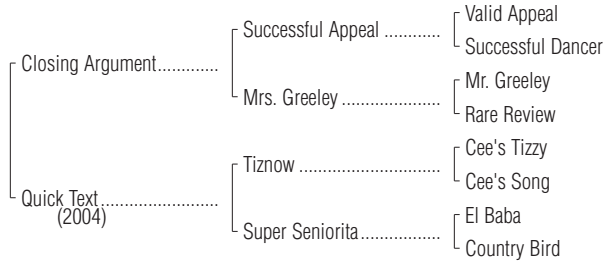 Valid Appeal
Successful Appeal ............
Successful Dancer
Closing Argument.............
Mr. Greeley
Mrs. Greeley .....................
Rare Review
Cee's Tizzy
Tiznow ..............................
Cee's Song
Quick Text.........................
(2004)
El Baba
Super Seniorita.................
Country Bird